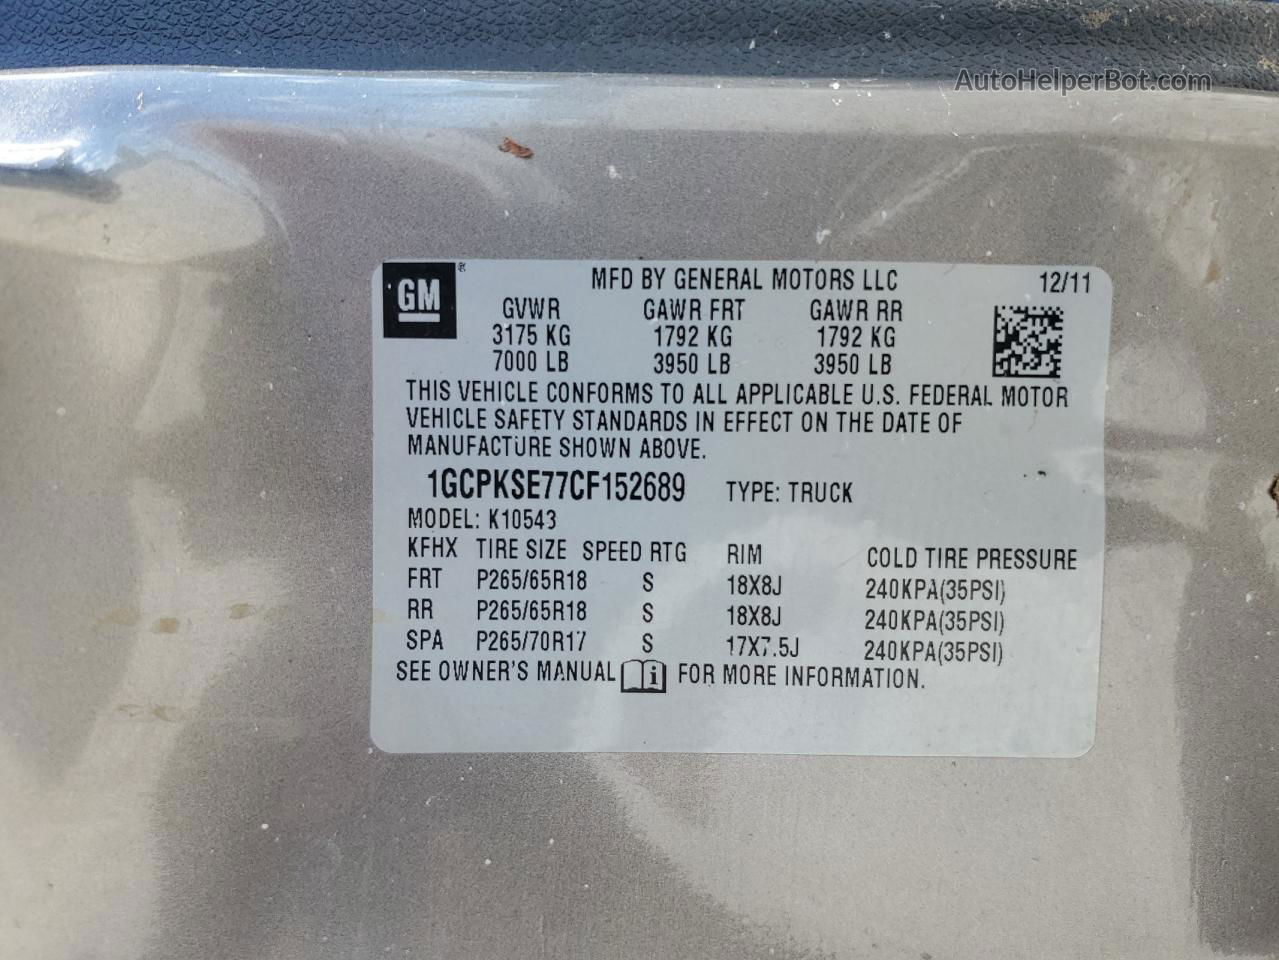 AutoHelperBot.com
GM®
MFD BY GENERAL MOTORS LLC 12/11
GVWR GAWR FRT GAWR RR
3175 KG 1792 KG 1792 KG
7000 LB 3950 LB 3950 LB
THIS VEHICLE CONFORMS TO ALL APPLICABLE U.S. FEDERAL MOTOR
VEHICLE SAFETY STANDARDS IN EFFECT ON THE DATE OF
MANUFACTURE SHOWN ABOVE.
1GCPKSE77CF152689 TYPE: TRUCK
MODEL: K10543
KFHX TIRE SIZE SPEED RTG RIM COLD TIRE PRESSURE
FRT P265/65R18 S 18X8J 240KPA(35PSI)
RR P265/65R18 S 18X8J 240KPA(35PSI)
SPA P265/70R17 S 17X7.5J 240KPA(35PSI)
SEE OWNER'S MANUAL i FOR MORE INFORMATION.